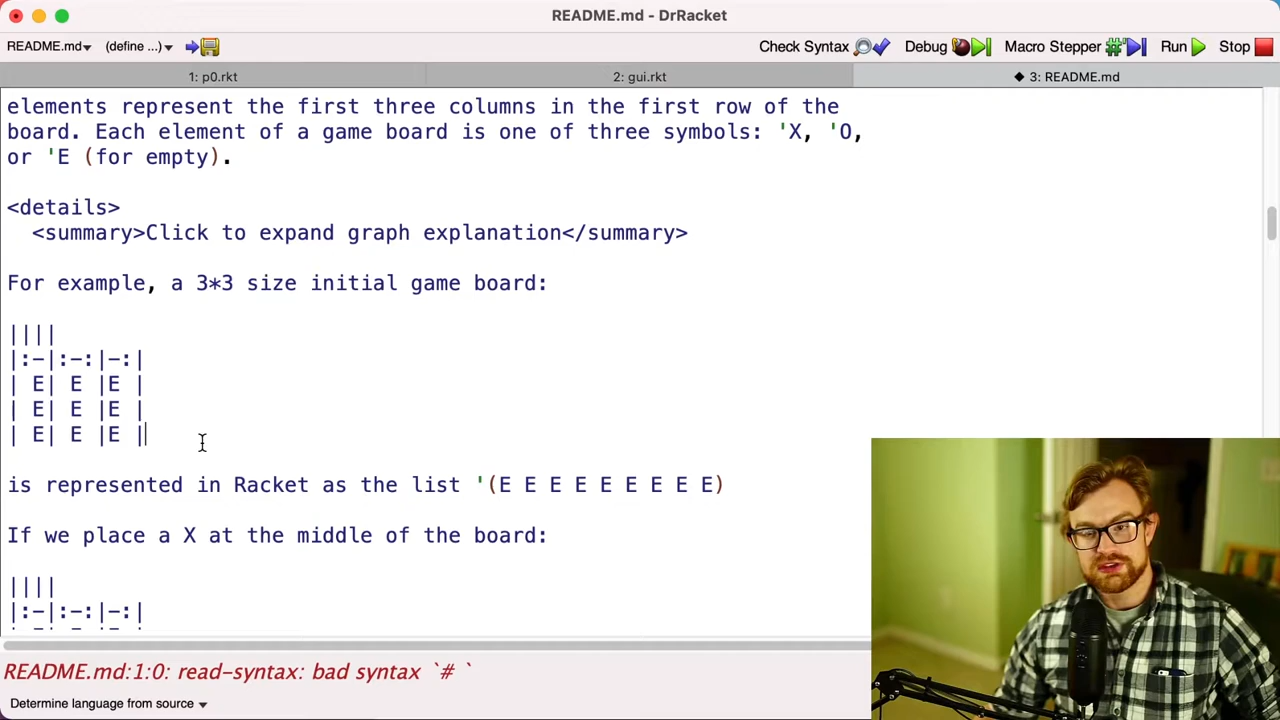 README.md - DrRacket
README.md (define ...) Check Syntax Debug Macro Stepper Run Stop
1: p0.rkt 2: gui.rkt ◆ 3: README.md
elements represent the first three columns in the first row of the
board. Each element of a game board is one of three symbols: 'X, 'O,
or 'E (for empty).
<details>
<summary>Click to expand graph explanation</summary>
For example, a 3*3 size initial game board:
||||
|:-|:-:|-:|
| E| E |E |
| E| E |E |
| E| E |E |
is represented in Racket as the list '(E E E E E E E E E)
If we place a X at the middle of the board:
||||
|:-|:-:|-:|
README.md:1:0: read-syntax: bad syntax `# `
Determine language from source